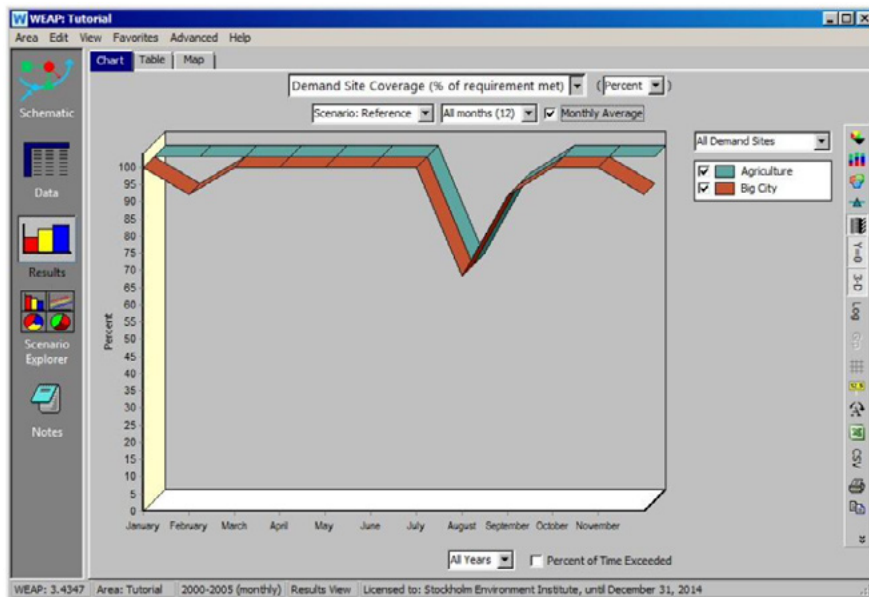 WEAP: Tutorial
Area Edit View Favorites Advanced Help
Chart Table Map
Demand Site Coverage (% of requirement met) ( Percent )
Scenario: Reference All months (12) Monthly Average
Schematic
Data
Results
Scenario
Explorer
Notes
All Demand Sites
Agriculture
Big City
Percent
100
95
90
85
80
75
70
65
60
55
50
45
40
35
30
25
20
15
10
5
0
January February March April May June July August September October November
Y=0
3-D
Log
CSV
All Years Percent of Time Exceeded
WEAP: 3.4347 Area: Tutorial 2000-2005 (monthly) Results View Licensed to: Stockholm Environment Institute, until December 31, 2014